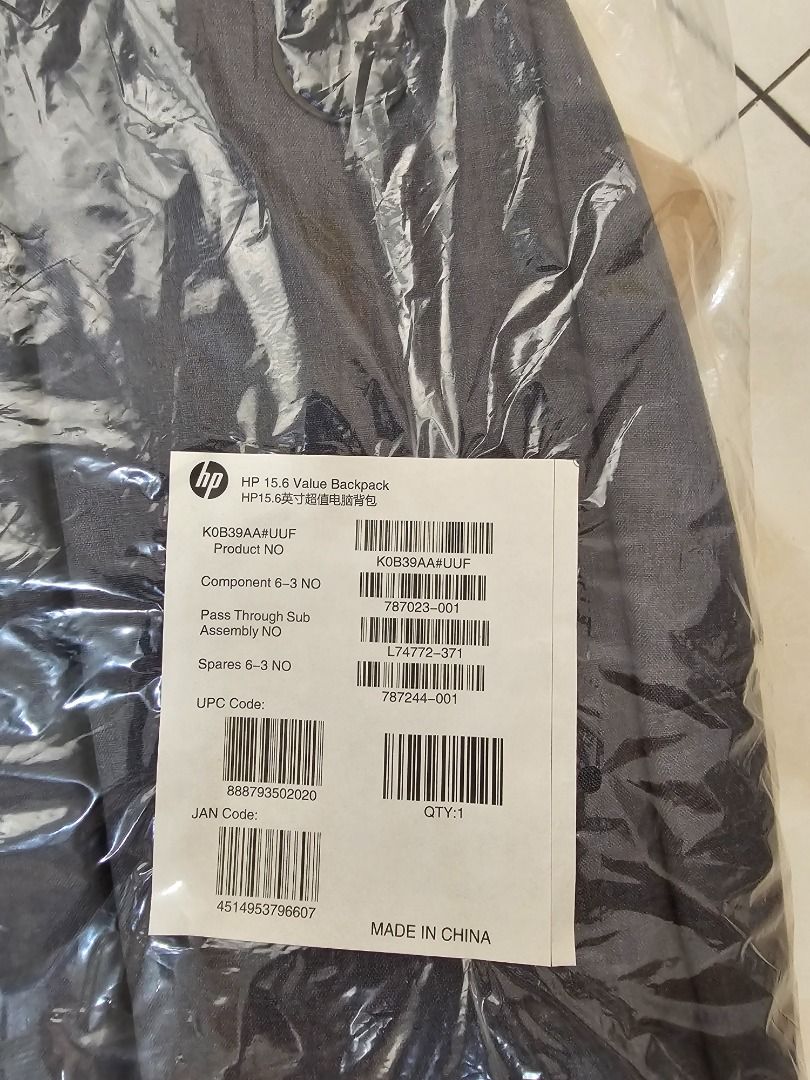 hp
HP 15.6 Value Backpack
HP15.6英寸超值电脑背包
K0B39AA#UUF
Product NO
K0B39AA#UUF
Component 6-3 NO
787023-001
Pass Through Sub
Assembly NO
L74772-371
Spares 6-3 NO
787244-001
UPC Code:
888793502020
QTY:1
JAN Code:
4514953796607
MADE IN CHINA